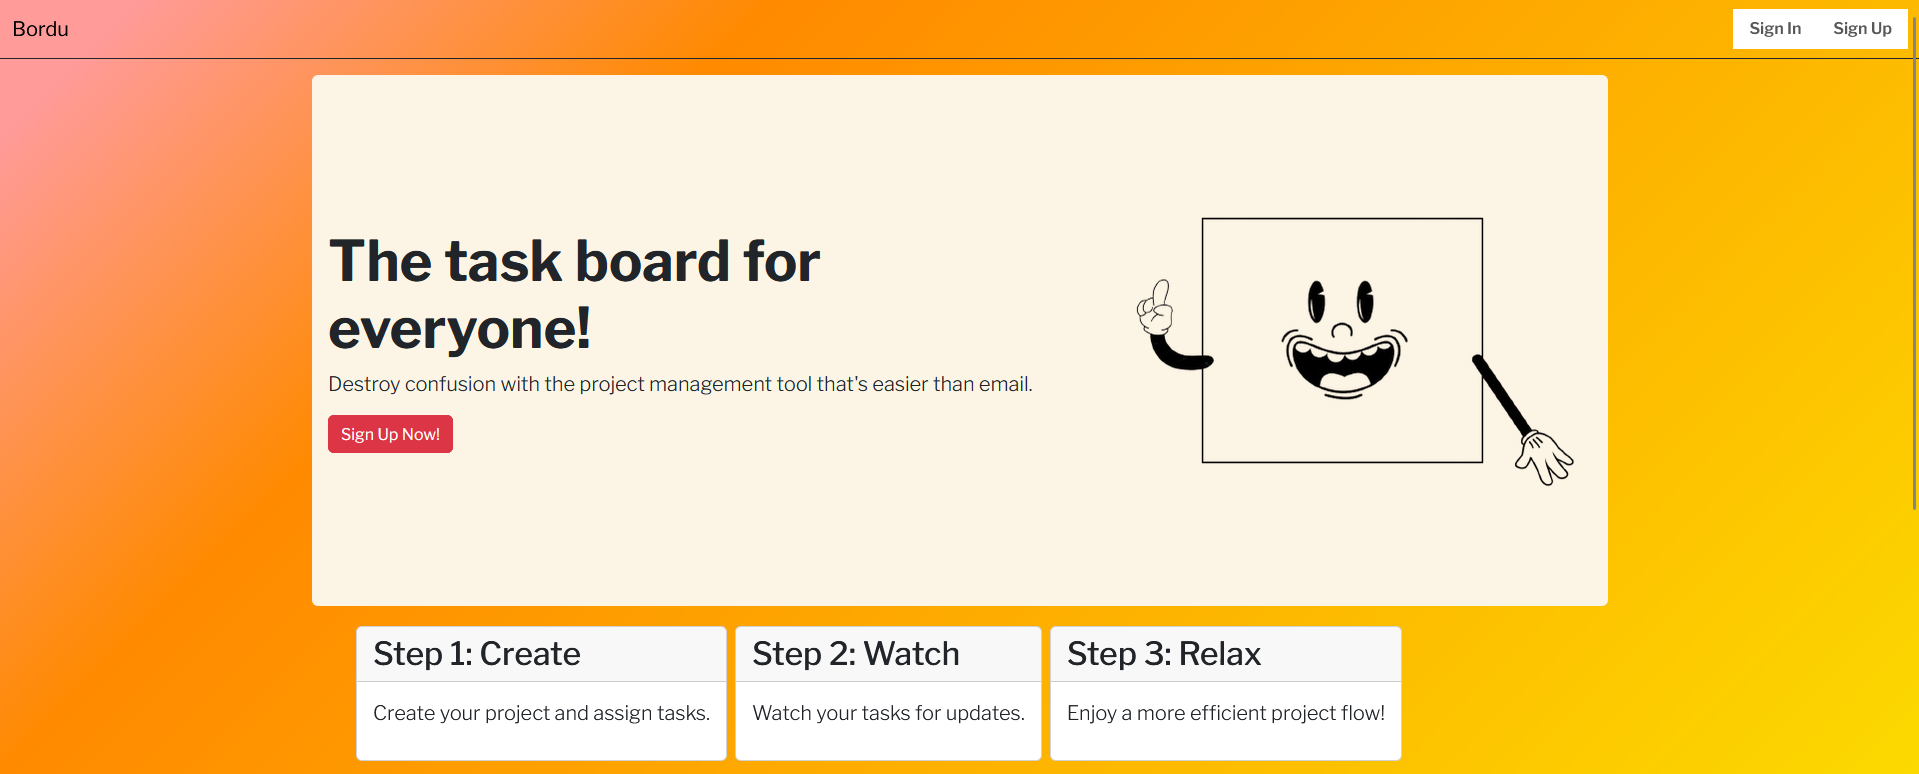 Bordu
Sign In
Sign Up
The task board for
everyone!
Destroy confusion with the project management tool that's easier than email.
Sign Up Now!
Step 1: Create
Create your project and assign tasks.
Step 2: Watch
Watch your tasks for updates.
Step 3: Relax
Enjoy a more efficient project flow!